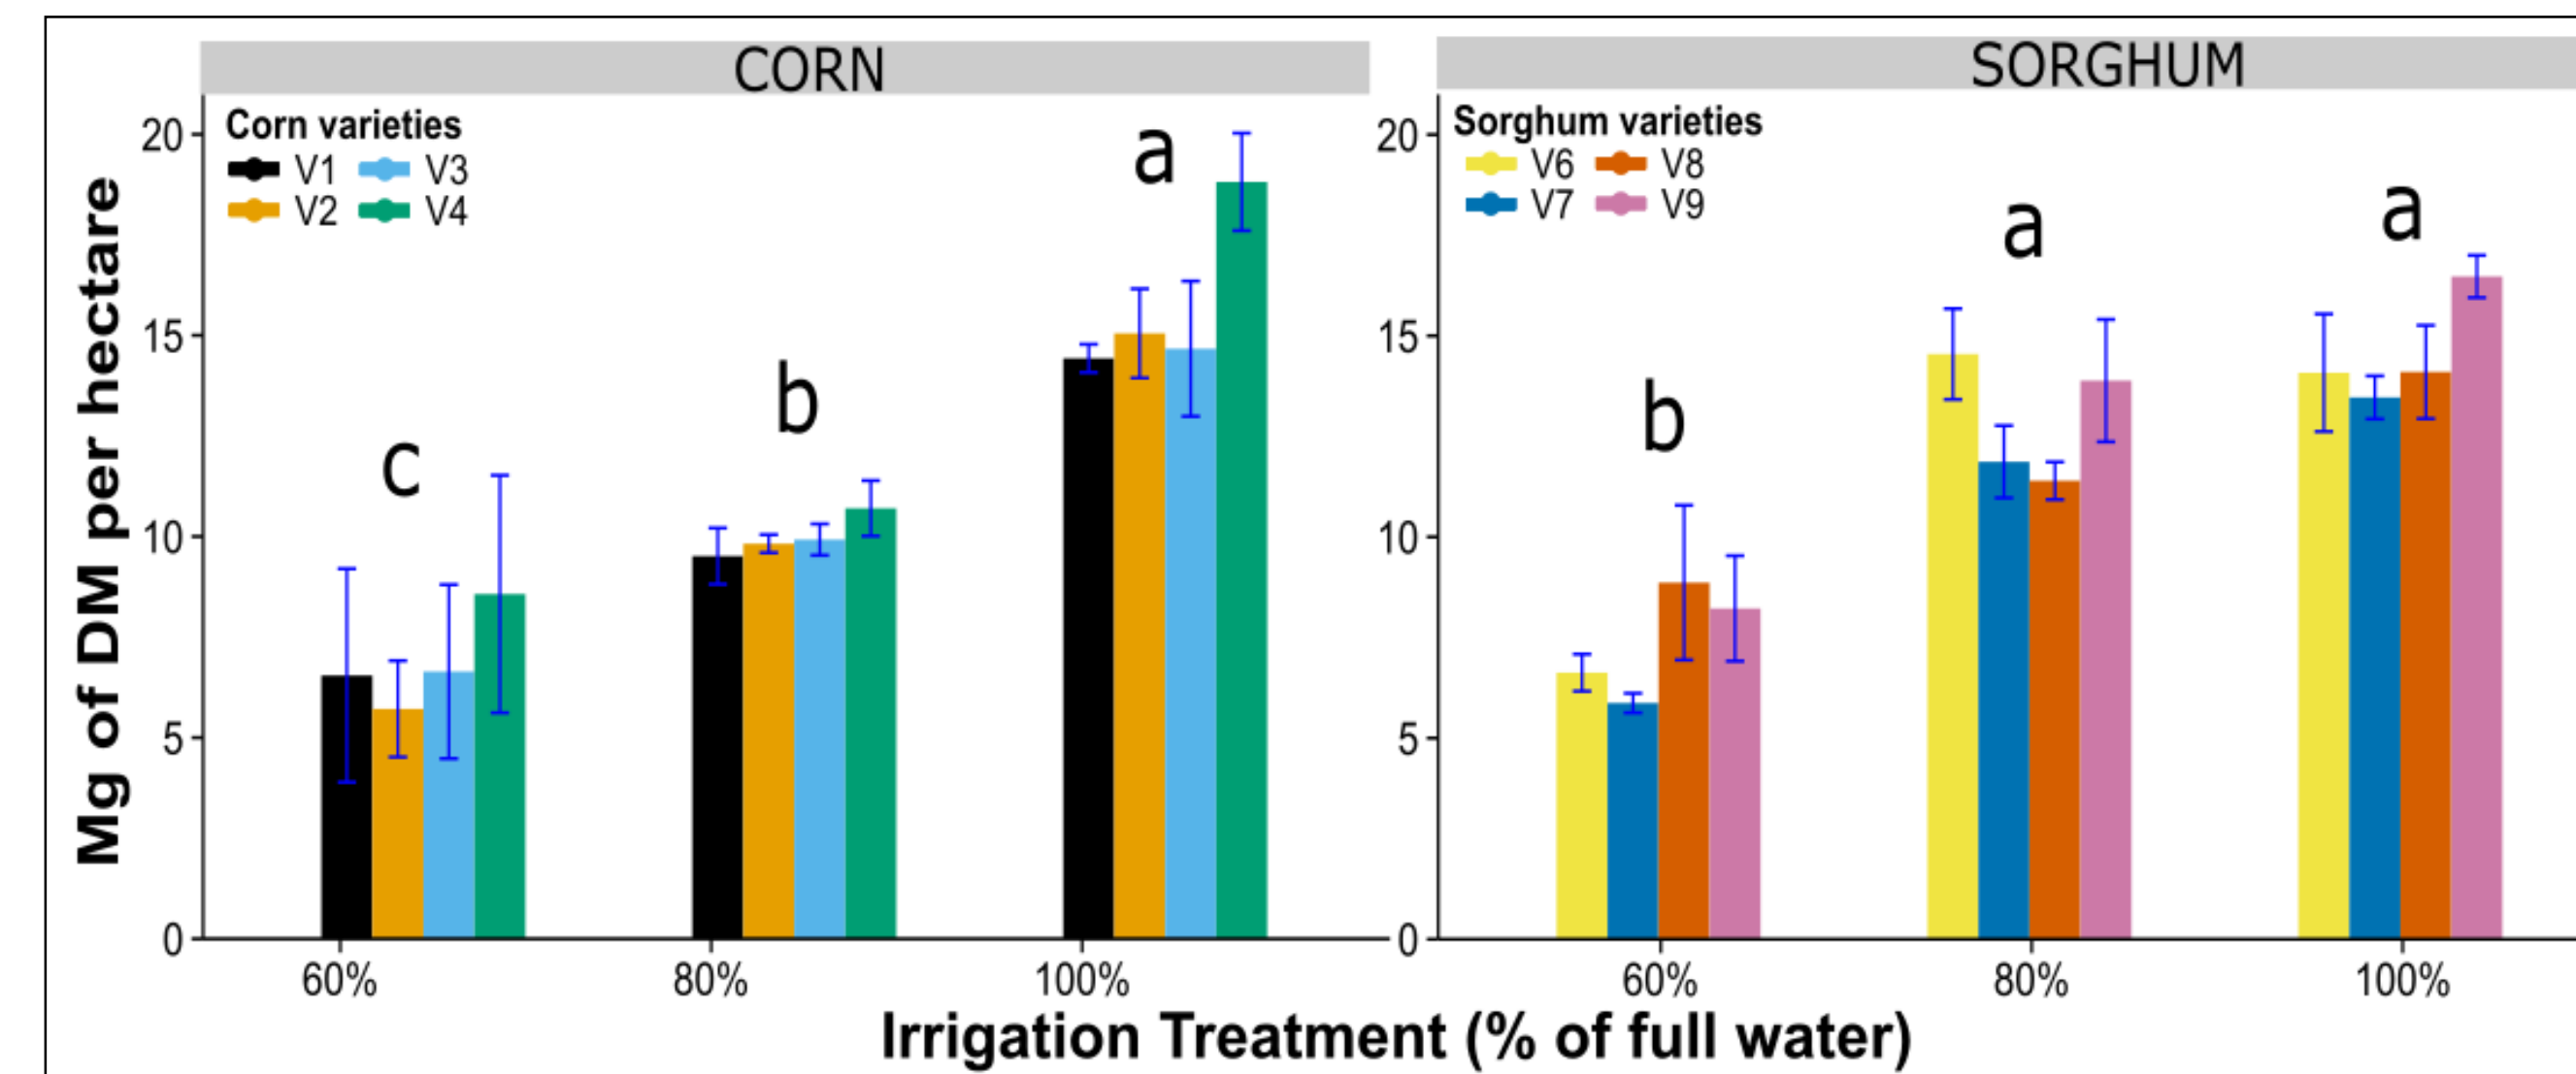 CORN
SORGHUM
Corn varieties
V1 V3
V2 V4
Sorghum varieties
V6 V8
V7 V9
Mg of DM per hectare
20
15
10
5
0
c
b
a
60% 80% 100%
20
15
10
5
0
b
a
a
60% 80% 100%
Irrigation Treatment (% of full water)